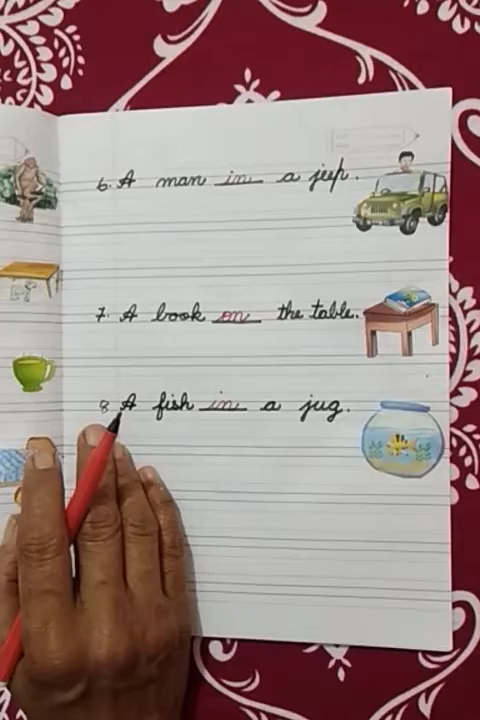 6. A man in a jeep.
7. A book on the table.
8 A fish in a jug.